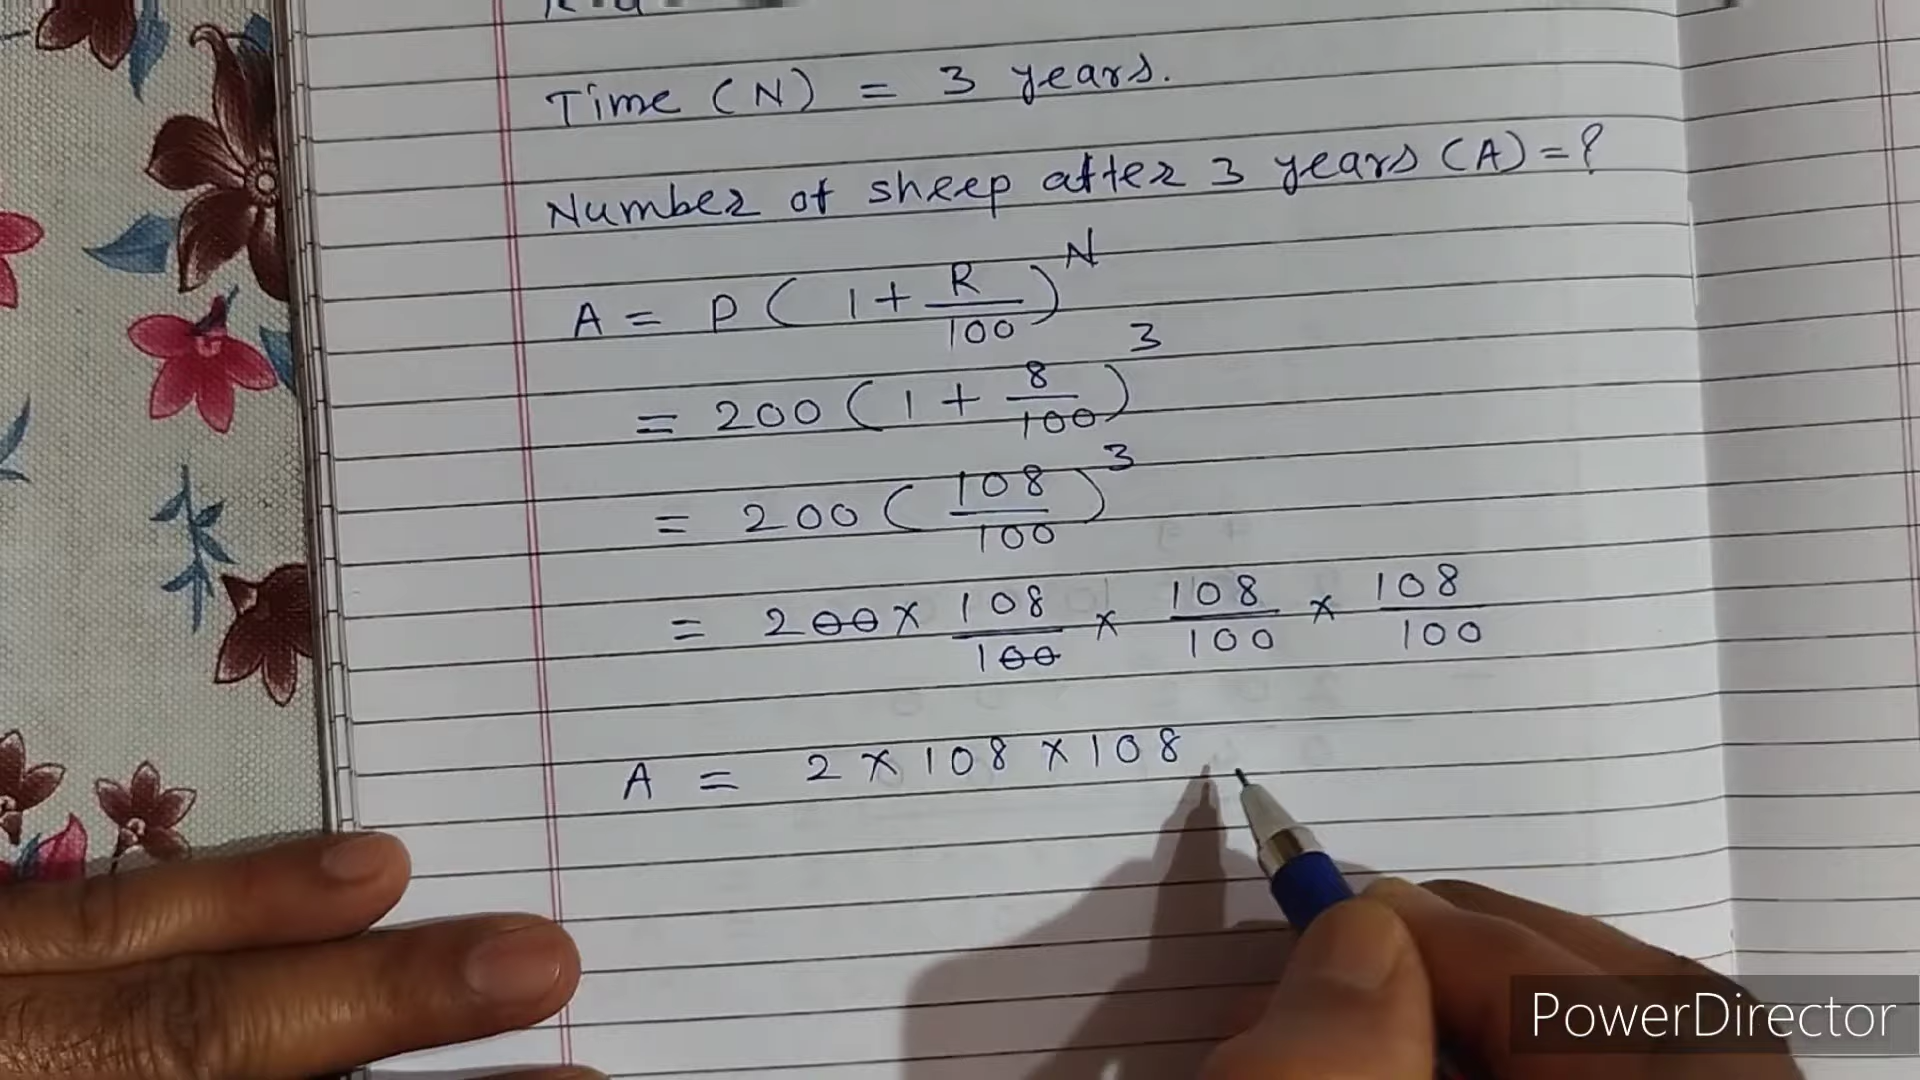 Time (N) = 3 years.
Number of sheep after 3 years (A) = ?
A = P ( 1 + R/100 )^N
= 200 ( 1 + 8/100 )^3
= 200 ( 108/100 )^3
= 200 × 108/100 × 108/100 × 108/100
A = 2 × 108 × 108
PowerDirector